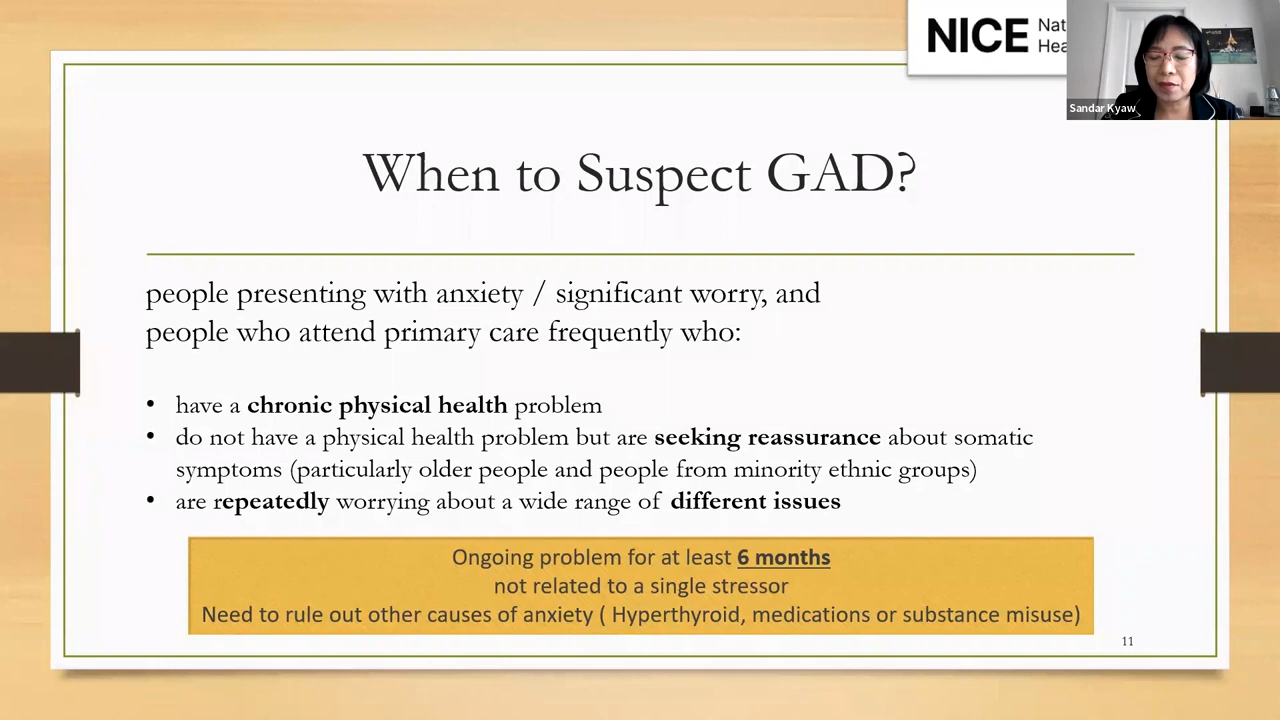 NICE Nat
Hea
Sandar Kyaw
When to Suspect GAD?
people presenting with anxiety / significant worry, and
people who attend primary care frequently who:
• have a chronic physical health problem
• do not have a physical health problem but are seeking reassurance about somatic
symptoms (particularly older people and people from minority ethnic groups)
• are repeatedly worrying about a wide range of different issues
Ongoing problem for at least 6 months
not related to a single stressor
Need to rule out other causes of anxiety ( Hyperthyroid, medications or substance misuse)
11